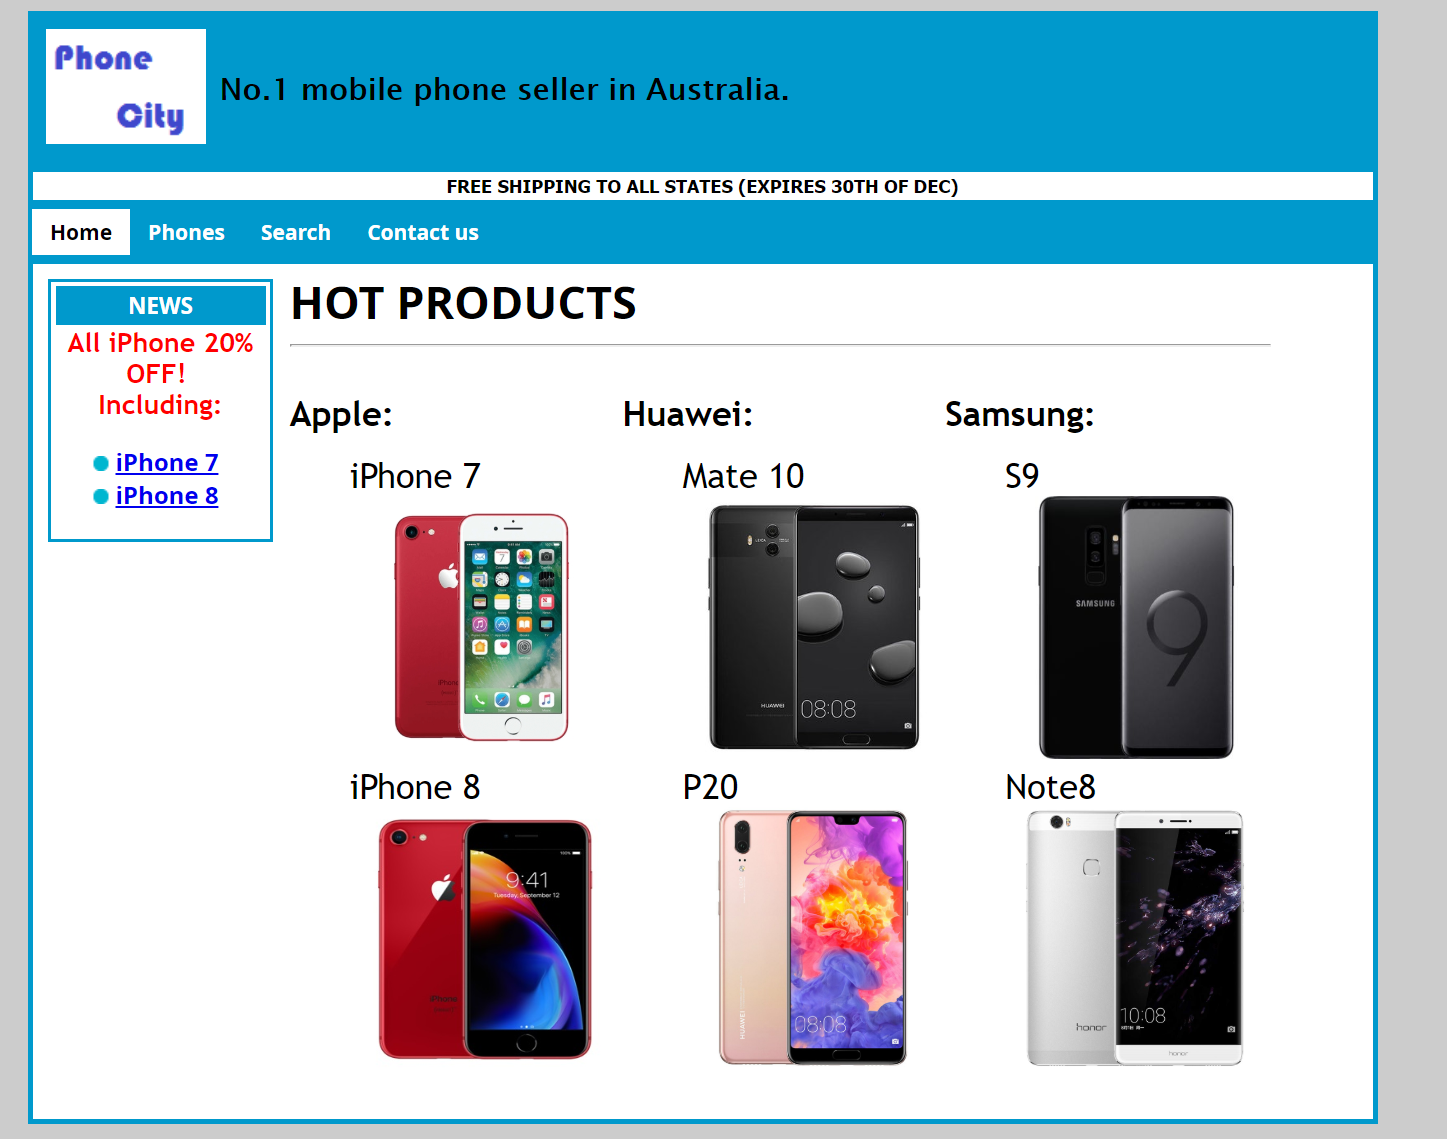 Phone
City
No.1 mobile phone seller in Australia.
FREE SHIPPING TO ALL STATES (EXPIRES 30TH OF DEC)
Home Phones Search Contact us
NEWS
All iPhone 20%
OFF!
Including:
iPhone 7
iPhone 8
HOT PRODUCTS
Apple: Huawei: Samsung:
iPhone 7 Mate 10 S9
SAMSUNG
HUAWEI
08:08
iPhone 8 P20 Note8
9:41
Tuesday, September 12
100%
iPhone
HUAWEI
08:08
10:08
honor
honor